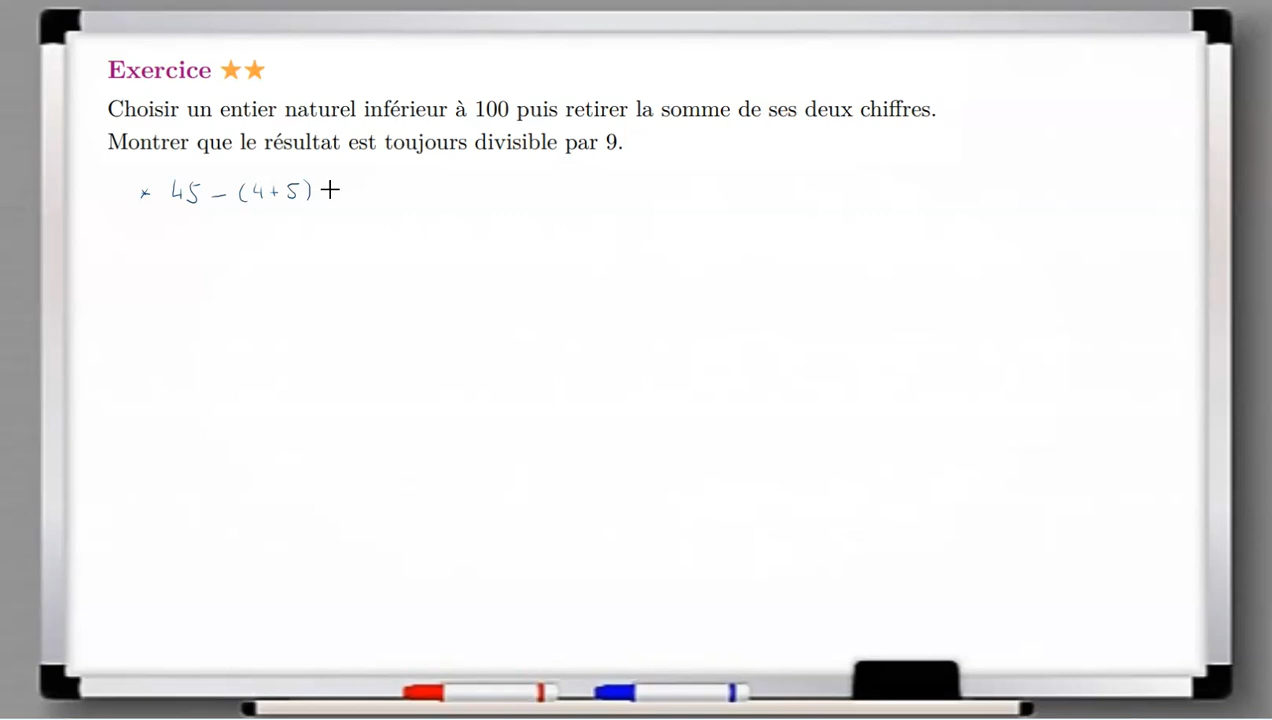 Exercice ★★
Choisir un entier naturel inférieur à 100 puis retirer la somme de ses deux chiffres.
Montrer que le résultat est toujours divisible par 9.
× 45 - (4+5)